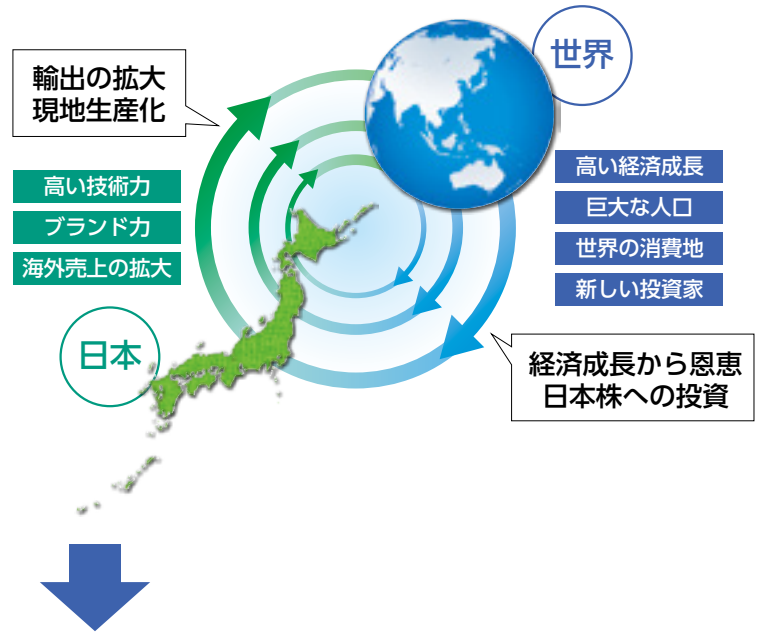 世界
輸出の拡大
現地生産化
高い技術力
ブランド力
海外売上の拡大
高い経済成長
巨大な人口
世界の消費地
新しい投資家
日本
経済成長から恩恵
日本株への投資